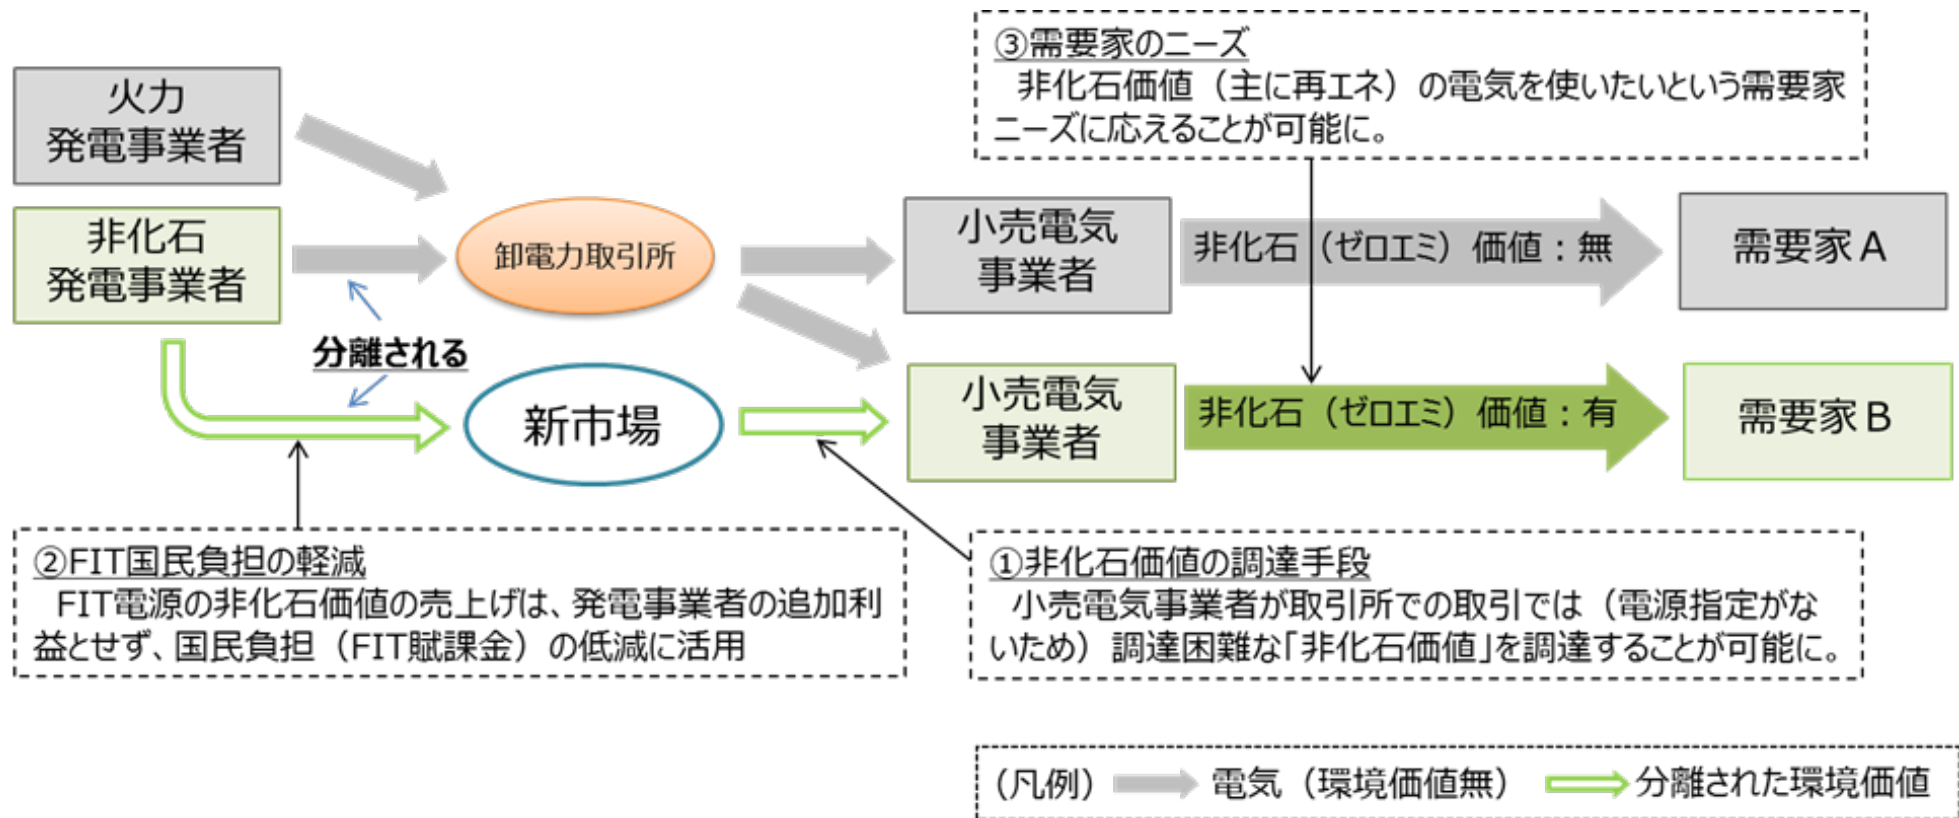 ③需要家のニーズ
非化石価値（主に再エネ）の電気を使いたいという需要家
ニーズに応えることが可能に。
火力
発電事業者
非化石
発電事業者
卸電力取引所
小売電気
事業者
非化石（ゼロエミ）価値：無
需要家A
分離される
新市場
小売電気
事業者
非化石（ゼロエミ）価値：有
需要家B
②FIT国民負担の軽減
FIT電源の非化石価値の売上げは、発電事業者の追加利
益とせず、国民負担（FIT賦課金）の低減に活用
①非化石価値の調達手段
小売電気事業者が取引所での取引では（電源指定がな
いため）調達困難な「非化石価値」を調達することが可能に。
（凡例）
電気（環境価値無）
分離された環境価値